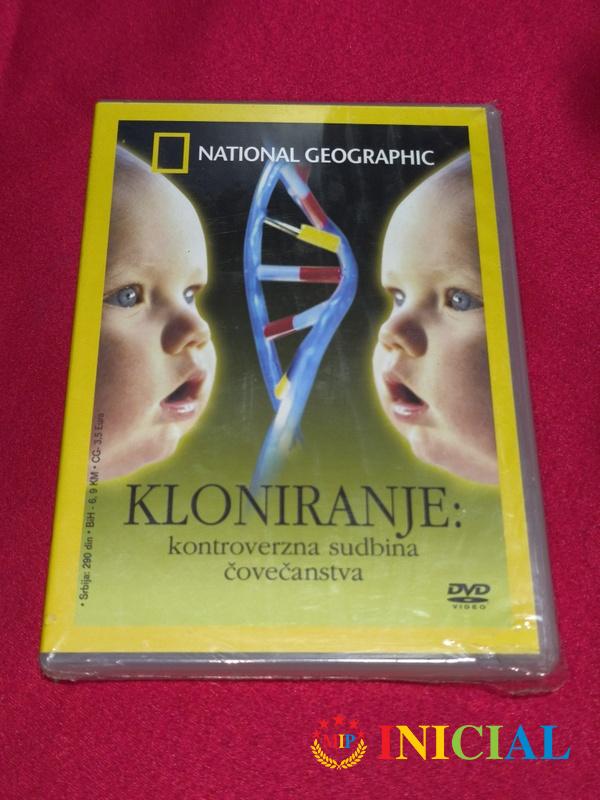 NATIONAL GEOGRAPHIC
KLONIRANJE:
kontroverzna sudbina
čovečanstva
• Srbija: 290 din • BiH - 6, 9 KM • CG- 3,5 Eura
DVD
VIDEO
MIP INICIAL